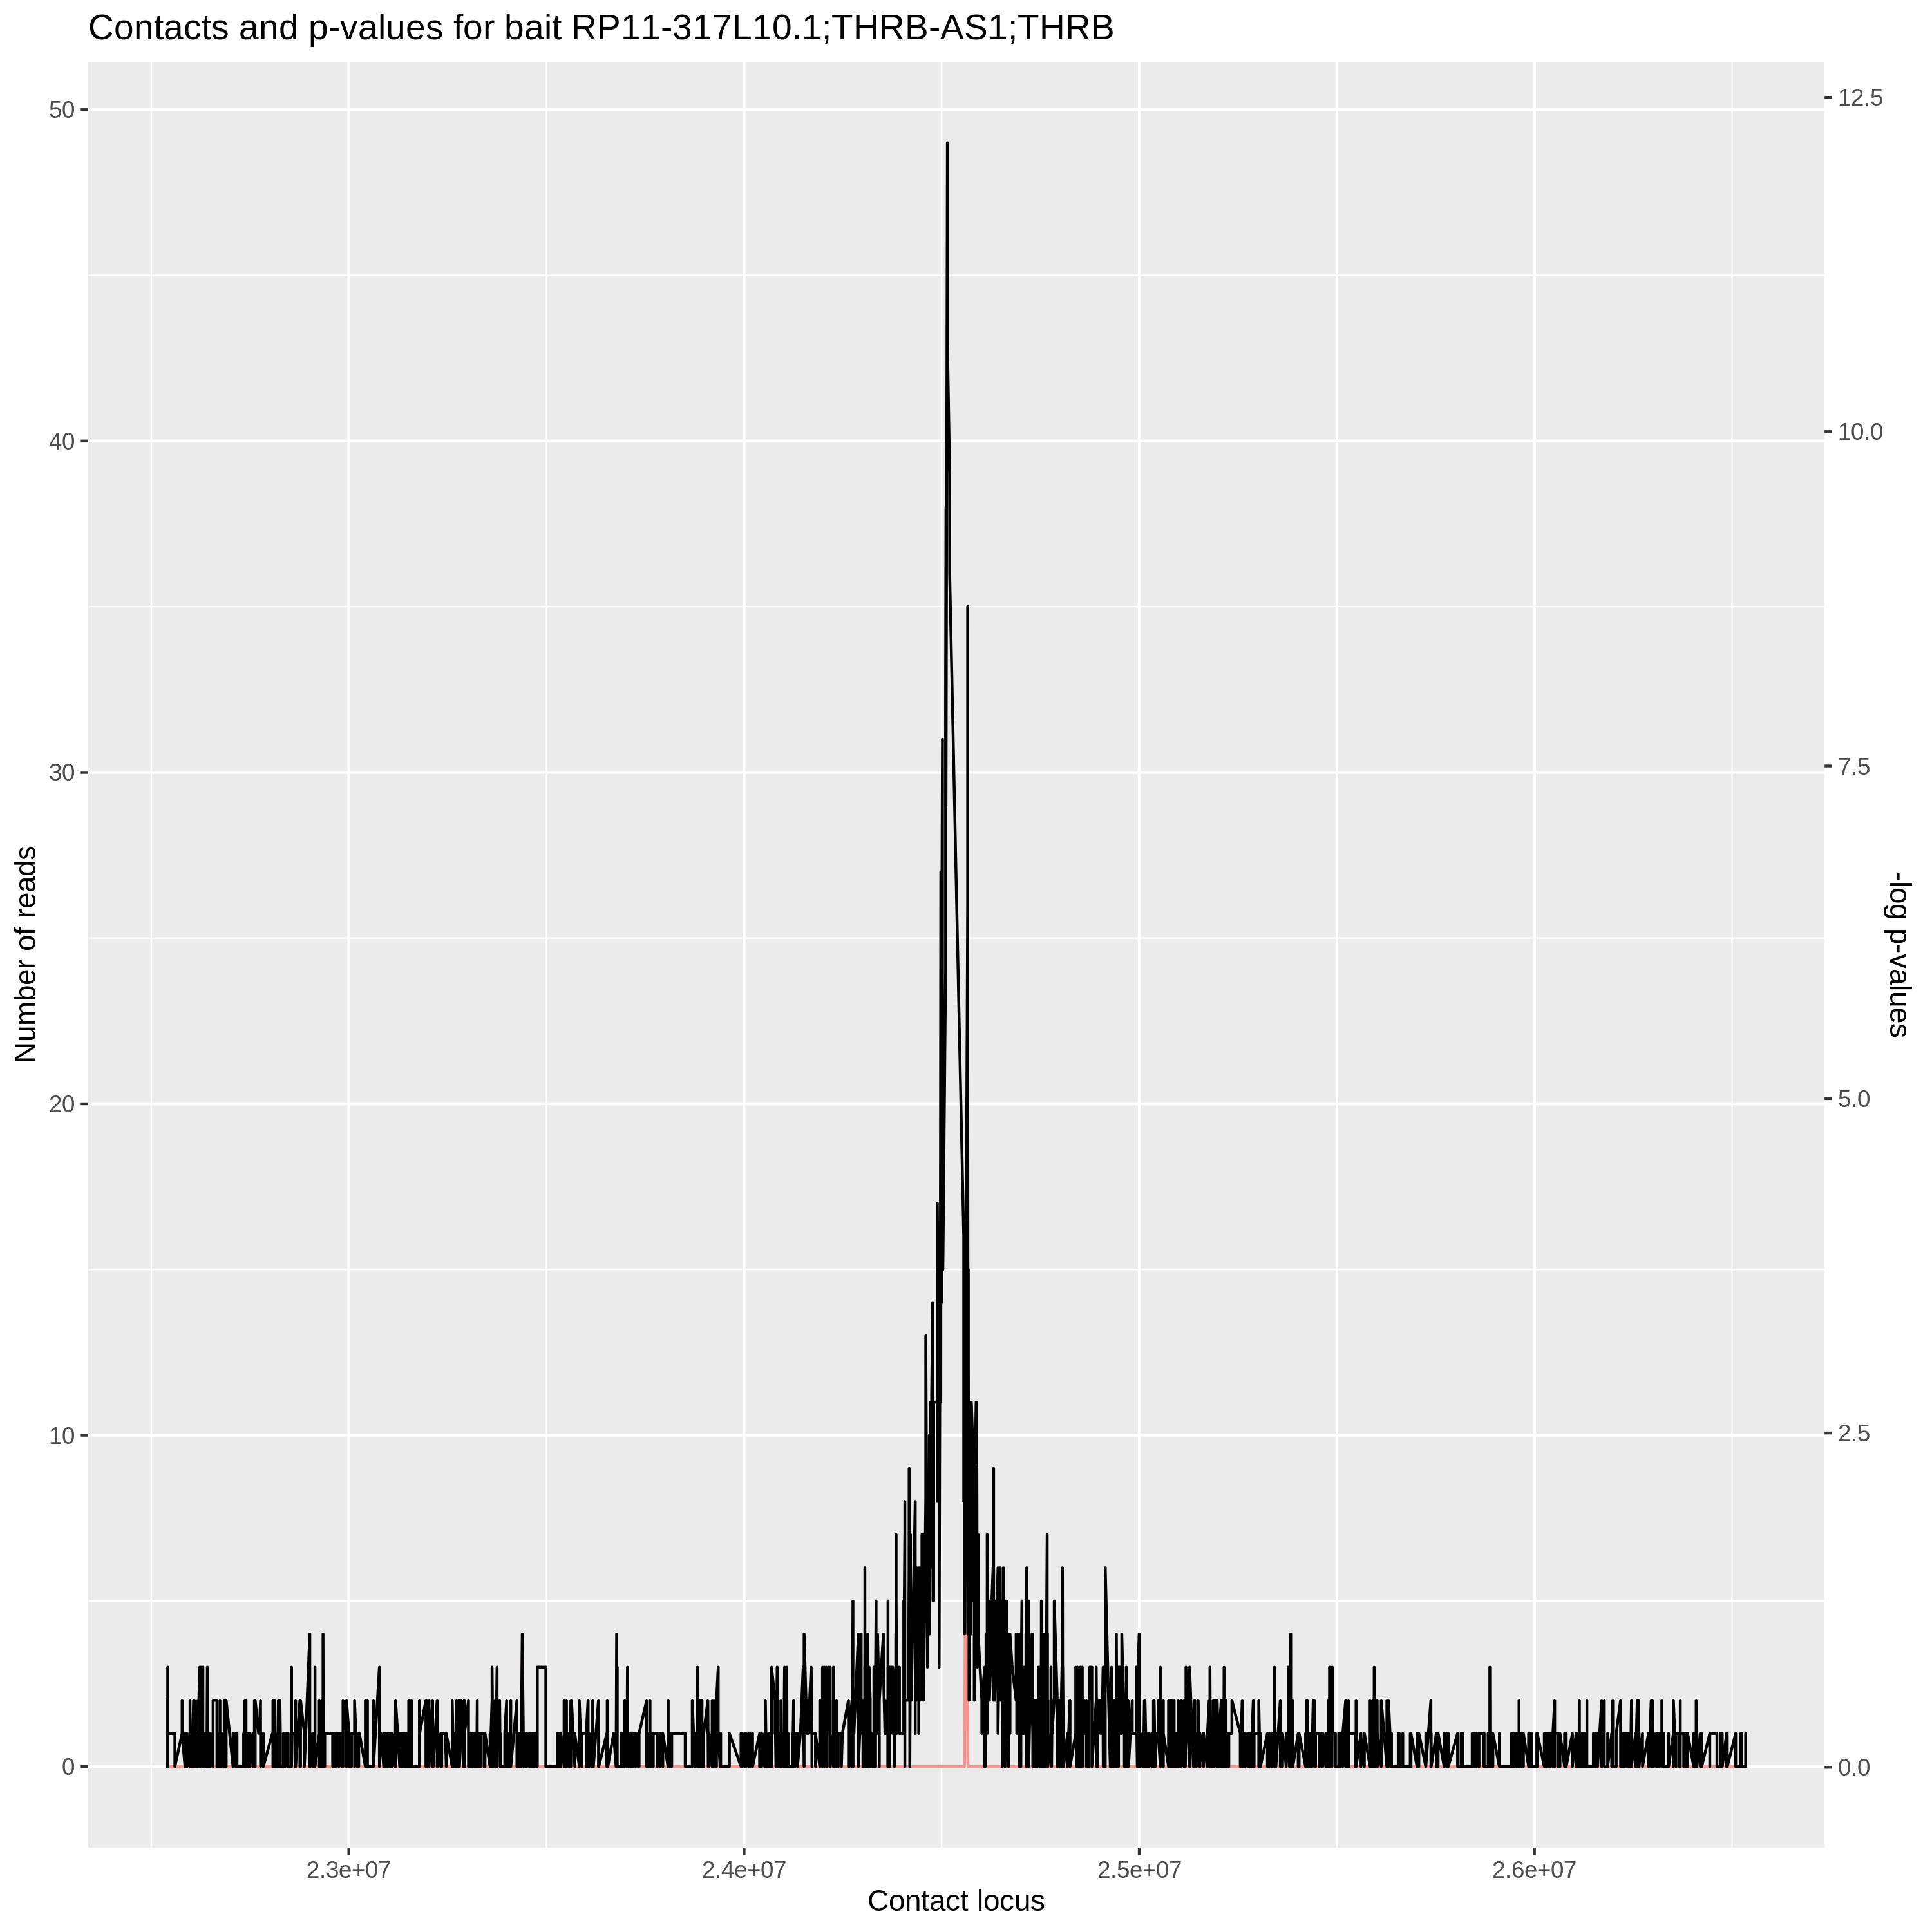 Contacts and p-values for bait RP11-317L10.1;THRB-AS1;THRB
50
40
30
20
10
0
Number of reads
12.5
10.0
7.5
5.0
2.5
0.0
-log p-values
2.3e+07
2.4e+07
2.5e+07
2.6e+07
Contact locus